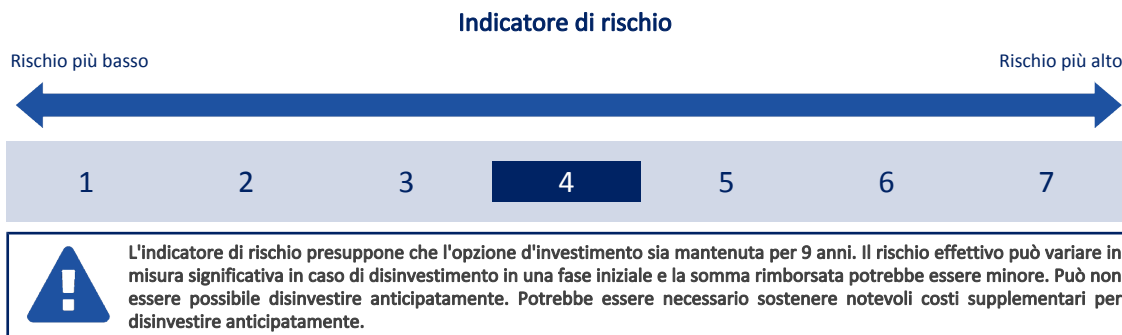 Indicatore di rischio
Rischio più basso
Rischio più alto
1 2 3 4 5 6 7
L'indicatore di rischio presuppone che l'opzione d'investimento sia mantenuta per 9 anni. Il rischio effettivo può variare in
misura significativa in caso di disinvestimento in una fase iniziale e la somma rimborsata potrebbe essere minore. Può non
essere possibile disinvestire anticipatamente. Potrebbe essere necessario sostenere notevoli costi supplementari per
disinvestire anticipatamente.